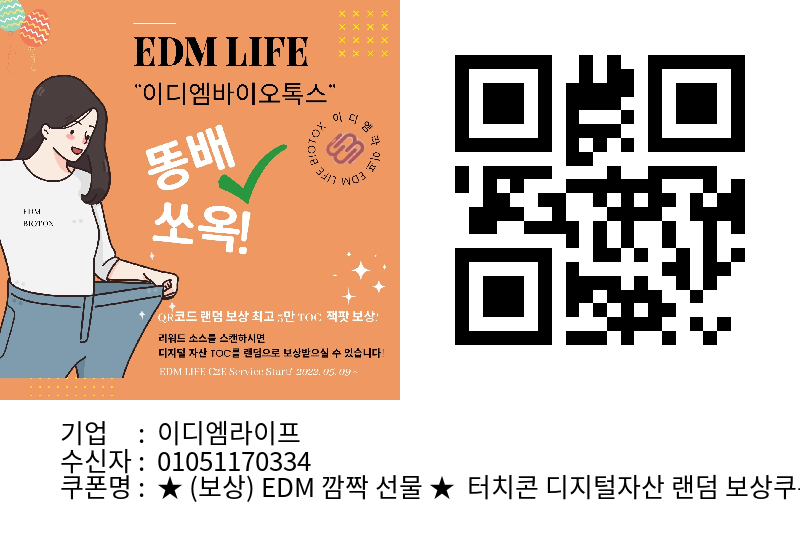 EDM LIFE
"이디엠바이오톡스"
이디엠라이프 EDM LIFE BIOTOX
똥배
쏘옥!
EDM
BIOTOX
QR코드 랜덤 보상 최고 5만 TOC 잭팟 보상!
리워드 소스를 스캔하시면
디지털 자산 TOC를 랜덤으로 보상받으실 수 있습니다!
EDM LIFE C2E Service Start! 2022. 05. 09 ~
기업 : 이디엠라이프
수신자 : 01051170334
쿠폰명 : ★ (보상) EDM 깜짝 선물 ★ 터치콘 디지털자산 랜덤 보상쿠